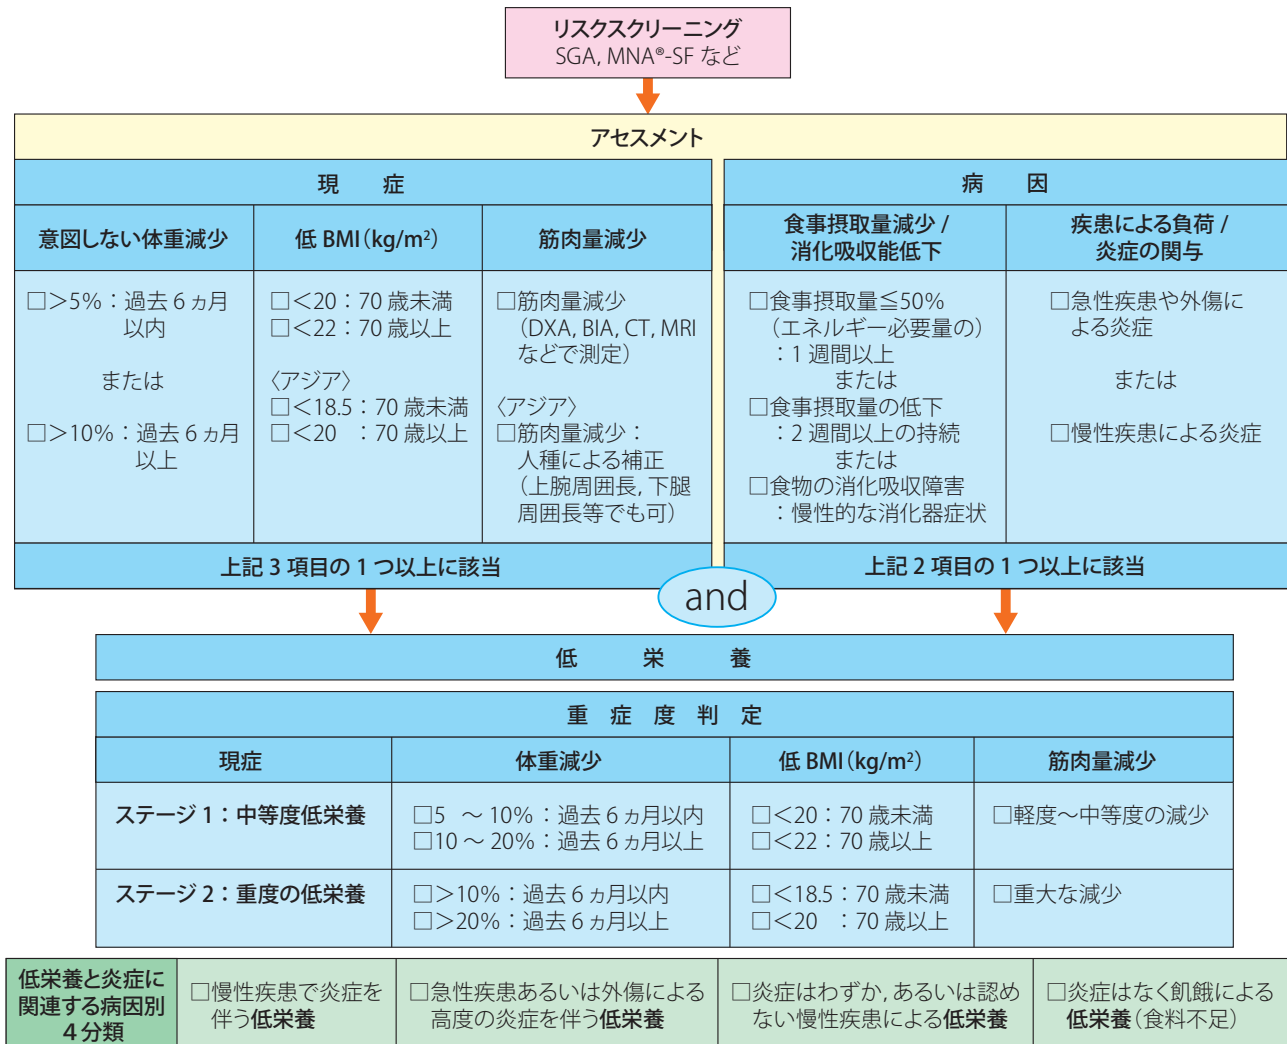 リスクスクリーニング
SGA, MNA®-SF など
アセスメント
現 症
意図しない体重減少
低 BMI(kg/m²)
筋肉量減少
□>5%:過去 6 ヵ月
以内
または
□>10%:過去 6 ヵ月
以上
□<20:70 歳未満
□<22:70 歳以上
〈アジア〉
□<18.5:70 歳未満
□<20 :70 歳以上
□筋肉量減少
(DXA, BIA, CT, MRI
などで測定)
〈アジア〉
□筋肉量減少:
人種による補正
(上腕周囲長, 下腿
周囲長等でも可)
上記 3 項目の 1 つ以上に該当
病 因
食事摂取量減少 /
消化吸収能低下
疾患による負荷 /
炎症の関与
□食事摂取量≦50%
(エネルギー必要量の)
:1 週間以上
または
□食事摂取量の低下
:2 週間以上の持続
または
□食物の消化吸収障害
:慢性的な消化器症状
□急性疾患や外傷に
よる炎症
または
□慢性疾患による炎症
上記 2 項目の 1 つ以上に該当
and
低 栄 養
重 症 度 判 定
現症
体重減少
低 BMI(kg/m²)
筋肉量減少
ステージ 1:中等度低栄養
□5 ~ 10%:過去 6 ヵ月以内
□10 ~ 20%:過去 6 ヵ月以上
□<20:70 歳未満
□<22:70 歳以上
□軽度~中等度の減少
ステージ 2:重度の低栄養
□>10%:過去 6 ヵ月以内
□>20%:過去 6 ヵ月以上
□<18.5:70 歳未満
□<20 :70 歳以上
□重大な減少
低栄養と炎症に
関連する病因別
4 分類
□慢性疾患で炎症を
伴う低栄養
□急性疾患あるいは外傷による
高度の炎症を伴う低栄養
□炎症はわずか, あるいは認め
ない慢性疾患による低栄養
□炎症はなく飢餓による
低栄養(食料不足)